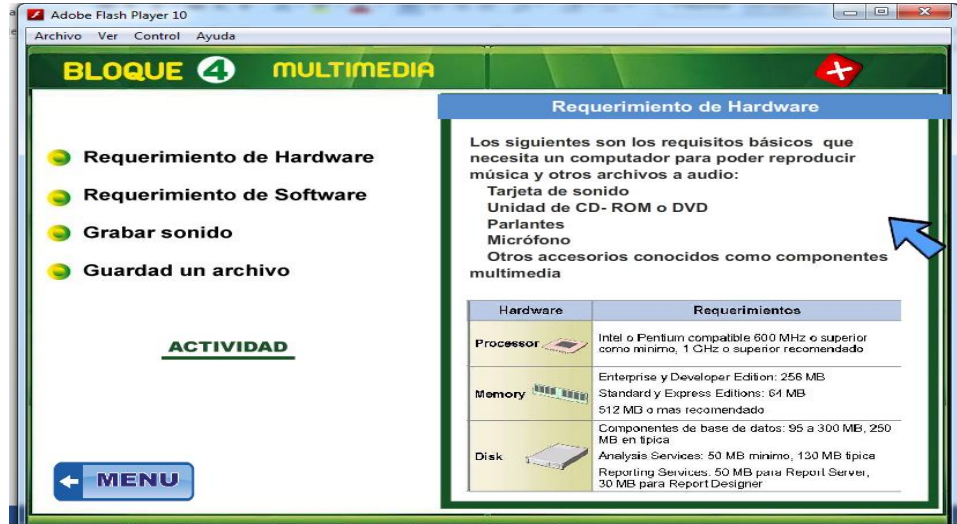 Adobe Flash Player 10
Archivo Ver Control Ayuda
BLOQUE 4 MULTIMEDIA
Requerimiento de Hardware
Requerimiento de Software
Grabar sonido
Guardad un archivo
ACTIVIDAD
MENU
Requerimiento de Hardware
Los siguientes son los requisitos básicos que
necesita un computador para poder reproducir
música y otros archivos a audio:
Tarjeta de sonido
Unidad de CD- ROM o DVD
Parlantes
Micrófono
Otros accesorios conocidos como componentes
multimedia
Hardware Requerimientos
Processor
Intel o Pentium compatible 600 MHz o superior
como minimo, 1 GHz o superior recomendado
Memory
Enterprise y Developer Edition: 256 MB
Standard y Express Editions: 64 MB
512 MB o mas recomendado
Disk
Componentes de base de datos: 95 a 300 MB, 250
MB en tipica
Analysis Services: 50 MB minimo, 130 MB tipica
Reporting Services: 50 MB para Report Server,
30 MB para Report Designer